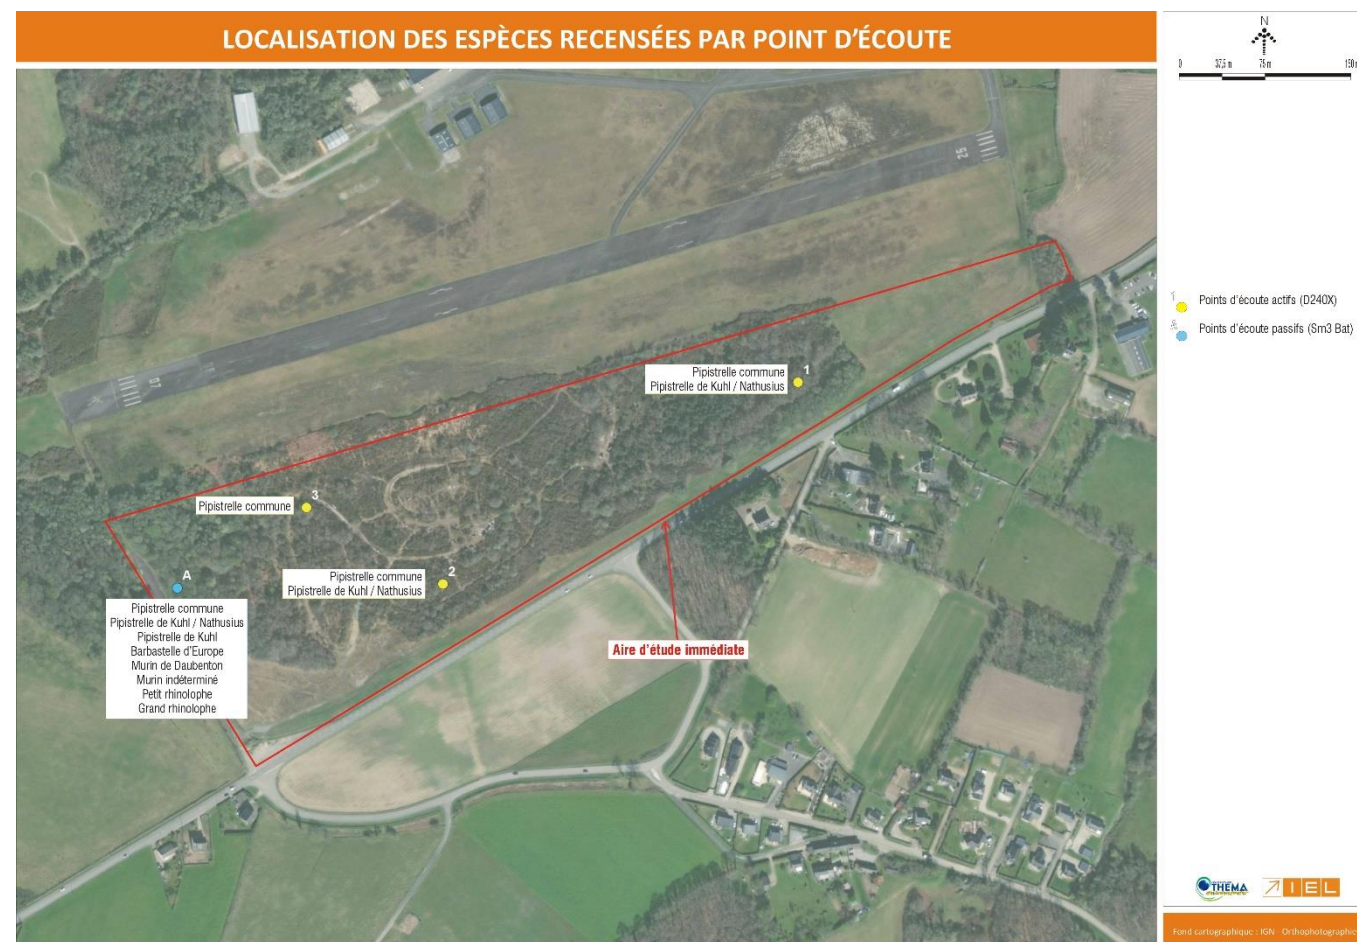 LOCALISATION DES ESPÈCES RECENSÉES PAR POINT D'ÉCOUTE
N
0 37,5 m 75 m 150 m
25
07
1
Pipistrelle commune
Pipistrelle de Kuhl / Nathusius
3
Pipistrelle commune
2
Pipistrelle commune
Pipistrelle de Kuhl / Nathusius
A
Pipistrelle commune
Pipistrelle de Kuhl / Nathusius
Pipistrelle de Kuhl
Barbastelle d'Europe
Murin de Daubenton
Murin indéterminé
Petit rhinolophe
Grand rhinolophe
Aire d'étude immédiate
1
Points d'écoute actifs (D240X)
A
Points d'écoute passifs (Sm3 Bat)
THEMA
IEL
Fond cartographique : IGN - Orthophotographie